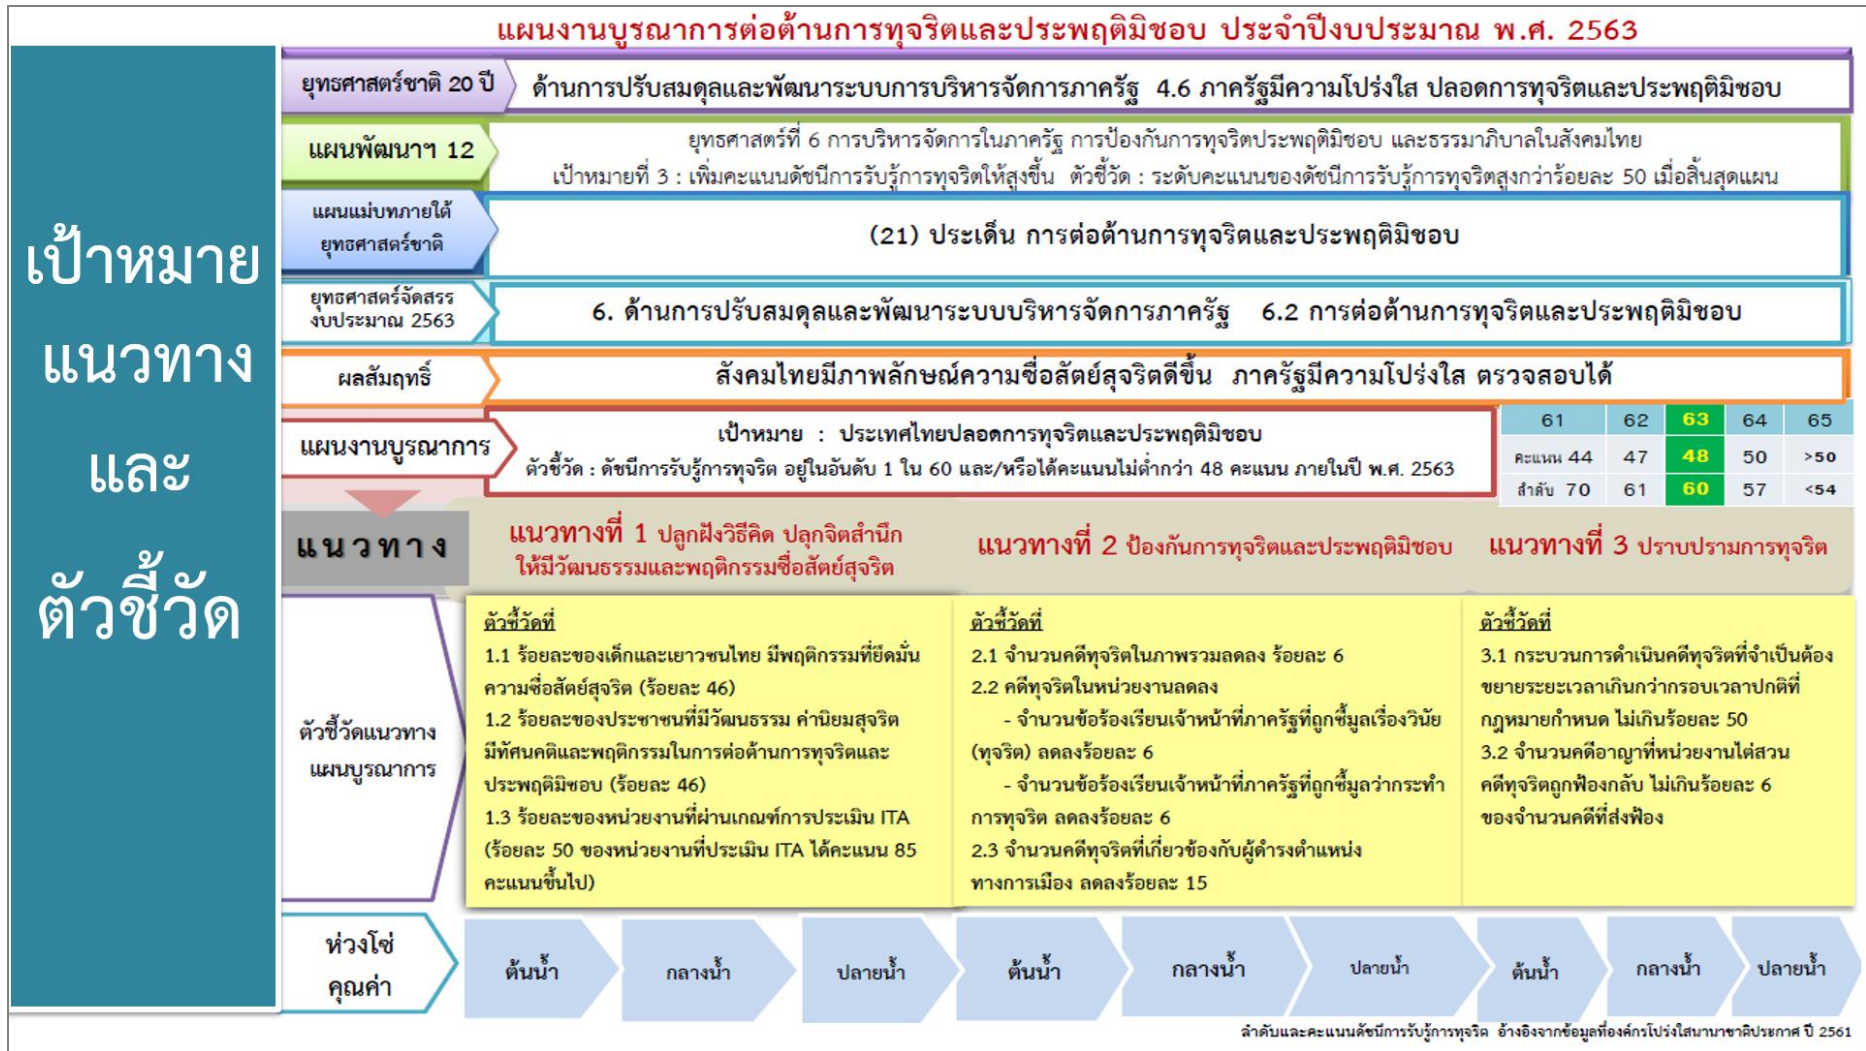 แผนงานบูรณาการต่อต้านการทุจริตและประพฤติมิชอบ ประจำปีงบประมาณ พ.ศ. 2563
เป้าหมาย
แนวทาง
และ
ตัวชี้วัด
ยุทธศาสตร์ชาติ 20 ปี
ด้านการปรับสมดุลและพัฒนาระบบการบริหารจัดการภาครัฐ 4.6 ภาครัฐมีความโปร่งใส ปลอดการทุจริตและประพฤติมิชอบ
แผนพัฒนาฯ 12
ยุทธศาสตร์ที่ 6 การบริหารจัดการในภาครัฐ การป้องกันการทุจริตประพฤติมิชอบ และธรรมาภิบาลในสังคมไทย
เป้าหมายที่ 3 : เพิ่มคะแนนดัชนีการรับรู้การทุจริตให้สูงขึ้น ตัวชี้วัด : ระดับคะแนนของดัชนีการรับรู้การทุจริตสูงกว่าร้อยละ 50 เมื่อสิ้นสุดแผน
แผนแม่บทภายใต้
ยุทธศาสตร์ชาติ
(21) ประเด็น การต่อต้านการทุจริตและประพฤติมิชอบ
ยุทธศาสตร์จัดสรร
งบประมาณ 2563
6. ด้านการปรับสมดุลและพัฒนาระบบบริหารจัดการภาครัฐ 6.2 การต่อต้านการทุจริตและประพฤติมิชอบ
ผลสัมฤทธิ์
สังคมไทยมีภาพลักษณ์ความซื่อสัตย์สุจริตดีขึ้น ภาครัฐมีความโปร่งใส ตรวจสอบได้
แผนงานบูรณาการ
เป้าหมาย : ประเทศไทยปลอดการทุจริตและประพฤติมิชอบ
ตัวชี้วัด : ดัชนีการรับรู้การทุจริต อยู่ในอันดับ 1 ใน 60 และ/หรือได้คะแนนไม่ต่ำกว่า 48 คะแนน ภายในปี พ.ศ. 2563
61 62 63 64 65
คะแนน 44 47 48 50 >50
ลำดับ 70 61 60 57 <54
แนวทาง
แนวทางที่ 1 ปลูกฝังวิธีคิด ปลุกจิตสำนึก
ให้มีวัฒนธรรมและพฤติกรรมซื่อสัตย์สุจริต
แนวทางที่ 2 ป้องกันการทุจริตและประพฤติมิชอบ
แนวทางที่ 3 ปราบปรามการทุจริต
ตัวชี้วัดแนวทาง
แผนบูรณาการ
ตัวชี้วัดที่
1.1 ร้อยละของเด็กและเยาวชนไทย มีพฤติกรรมที่ยึดมั่น
ความซื่อสัตย์สุจริต (ร้อยละ 46)
1.2 ร้อยละของประชาชนที่มีวัฒนธรรม ค่านิยมสุจริต
มีทัศนคติและพฤติกรรมในการต่อต้านการทุจริตและ
ประพฤติมิชอบ (ร้อยละ 46)
1.3 ร้อยละของหน่วยงานที่ผ่านเกณฑ์การประเมิน ITA
(ร้อยละ 50 ของหน่วยงานที่ประเมิน ITA ได้คะแนน 85
คะแนนขึ้นไป)
ตัวชี้วัดที่
2.1 จำนวนคดีทุจริตในภาพรวมลดลง ร้อยละ 6
2.2 คดีทุจริตในหน่วยงานลดลง
- จำนวนข้อร้องเรียนเจ้าหน้าที่ภาครัฐที่ถูกชี้มูลเรื่องวินัย
(ทุจริต) ลดลงร้อยละ 6
- จำนวนข้อร้องเรียนเจ้าหน้าที่ภาครัฐที่ถูกชี้มูลว่ากระทำ
การทุจริต ลดลงร้อยละ 6
2.3 จำนวนคดีทุจริตที่เกี่ยวข้องกับผู้ดำรงตำแหน่ง
ทางการเมือง ลดลงร้อยละ 15
ตัวชี้วัดที่
3.1 กระบวนการดำเนินคดีทุจริตที่จำเป็นต้อง
ขยายระยะเวลาเกินกว่ากรอบเวลาปกติที่
กฎหมายกำหนด ไม่เกินร้อยละ 50
3.2 จำนวนคดีอาญาที่หน่วยงานไต่สวน
คดีทุจริตถูกฟ้องกลับ ไม่เกินร้อยละ 6
ของจำนวนคดีที่ส่งฟ้อง
ห่วงโซ่
คุณค่า
ต้นน้ำ กลางน้ำ ปลายน้ำ ต้นน้ำ กลางน้ำ ปลายน้ำ ต้นน้ำ กลางน้ำ ปลายน้ำ
ลำดับและคะแนนดัชนีการรับรู้การทุจริต อ้างอิงจากข้อมูลที่องค์กรโปร่งใสนานาชาติประกาศ ปี 2561